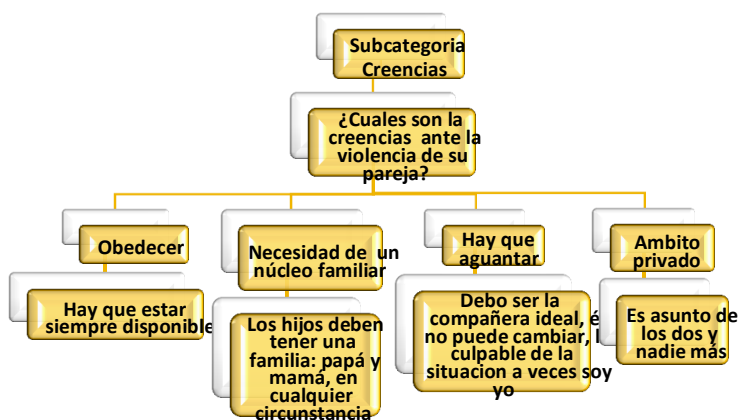 Subcategoria
Creencias
¿Cuales son la
creencias ante la
violencia de su
pareja?
Obedecer
Hay que estar
siempre disponible
Necesidad de un
núcleo familiar
Los hijos deben
tener una
familia: papá y
mamá, en
cualquier
circunstancia
Hay que
aguantar
Debo ser la
compañera ideal, é
no puede cambiar, l
culpable de la
situacion a veces soy
yo
Ambito
privado
Es asunto de
los dos y
nadie más